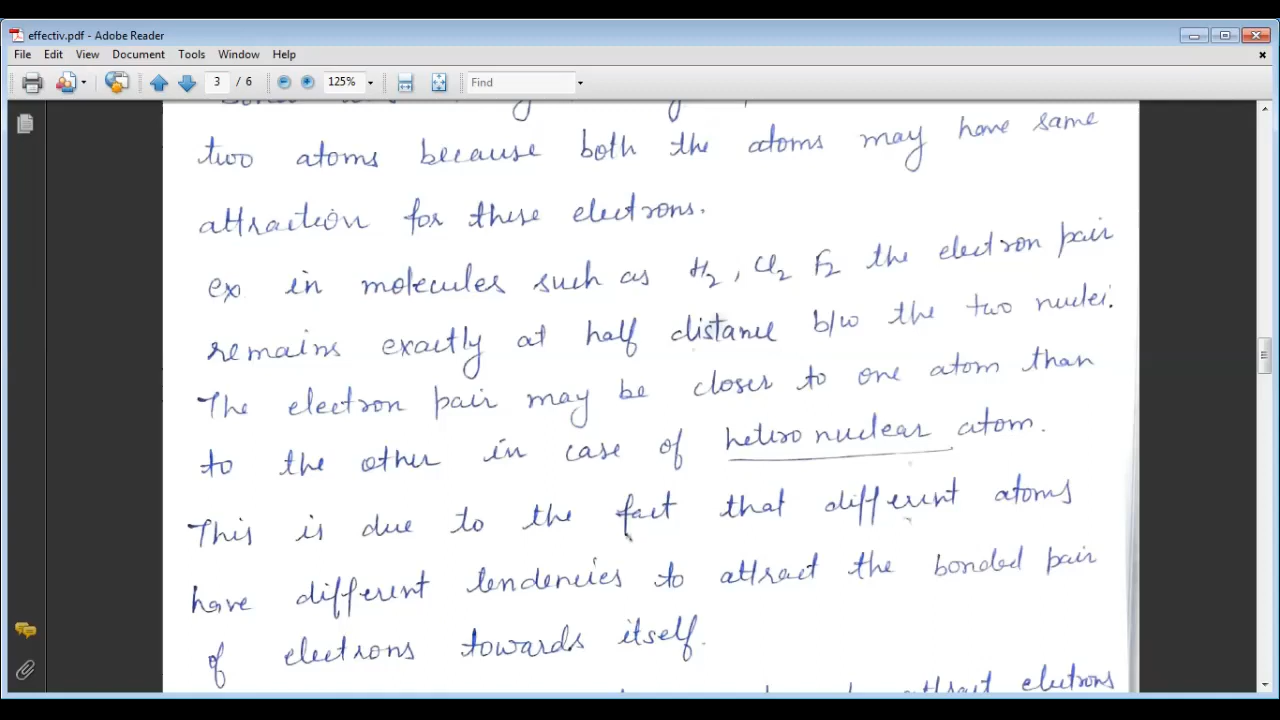 effectiv.pdf - Adobe Reader
File Edit View Document Tools Window Help
3 / 6 125% Find
two atoms because both the atoms may have same
attraction for these electrons.
ex in molecules such as H2, Cl2 F2 the electron pair
remains exactly at half distance b/w the two nuclei.
The electron pair may be closer to one atom than
to the other in case of hetero nuclear atom.
This is due to the fact that different atoms
have different tendencies to attract the bonded pair
of electrons towards itself.
attract electrons